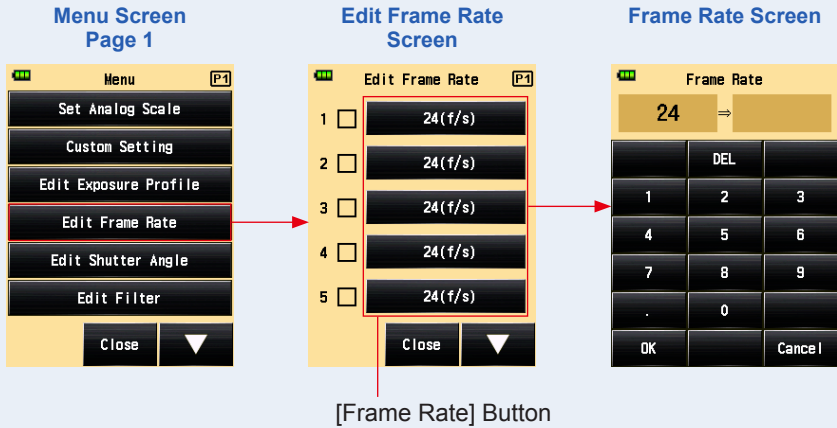 Menu Screen
Page 1
Menu P1
Set Analog Scale
Custom Setting
Edit Exposure Profile
Edit Frame Rate
Edit Shutter Angle
Edit Filter
Close
Edit Frame Rate
Screen
Edit Frame Rate P1
1 24(f/s)
2 24(f/s)
3 24(f/s)
4 24(f/s)
5 24(f/s)
Close
[Frame Rate] Button
Frame Rate Screen
Frame Rate
24 ⇒
DEL
1 2 3
4 5 6
7 8 9
. 0
OK Cancel